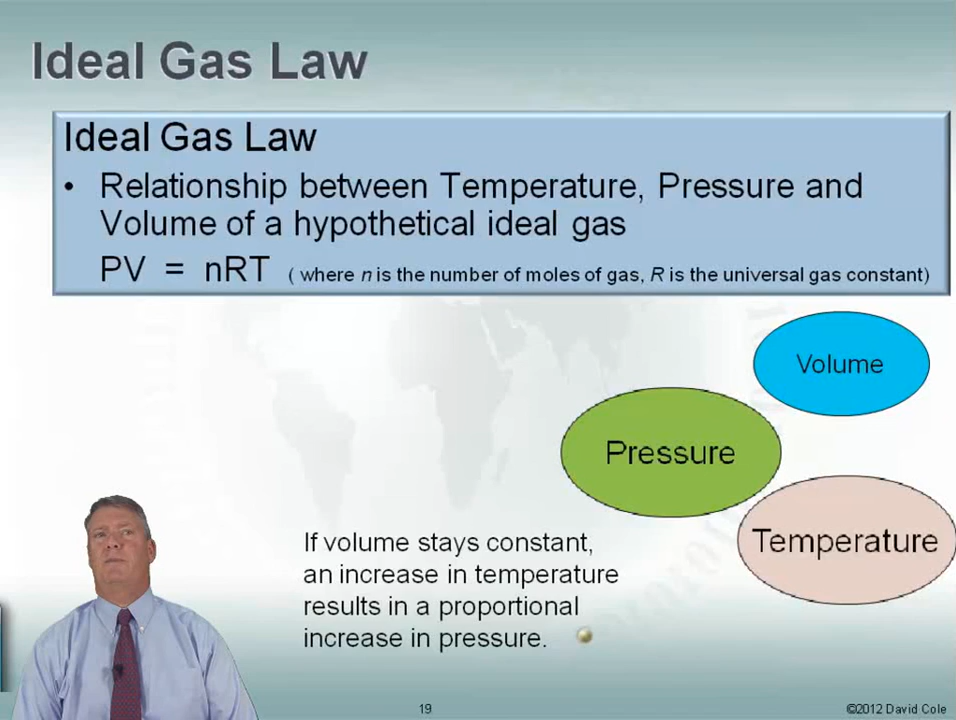 Ideal Gas Law
Ideal Gas Law
• Relationship between Temperature, Pressure and
Volume of a hypothetical ideal gas
PV = nRT ( where n is the number of moles of gas, R is the universal gas constant)
Volume
Pressure
Temperature
If volume stays constant,
an increase in temperature
results in a proportional
increase in pressure.
19
©2012 David Cole